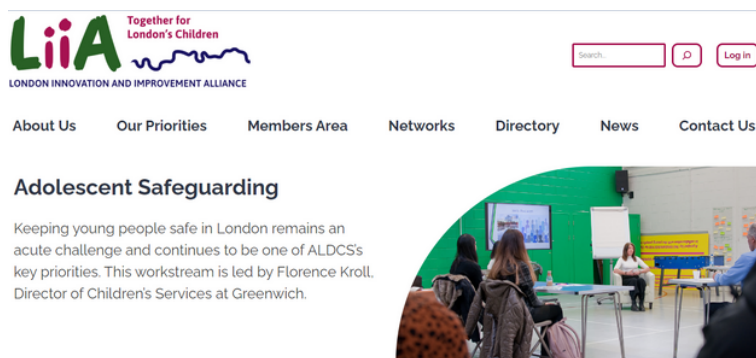 LiiA
Together for
London's Children
LONDON INNOVATION AND IMPROVEMENT ALLIANCE
Search...
Log in
About Us
Our Priorities
Members Area
Networks
Directory
News
Contact Us
Adolescent Safeguarding
Keeping young people safe in London remains an
acute challenge and continues to be one of ALDCS's
key priorities. This workstream is led by Florence Kroll,
Director of Children's Services at Greenwich.